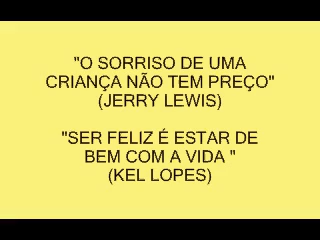 "O SORRISO DE UMA
CRIANÇA NÃO TEM PREÇO"
(JERRY LEWIS)
"SER FELIZ É ESTAR DE
BEM COM A VIDA "
(KEL LOPES)